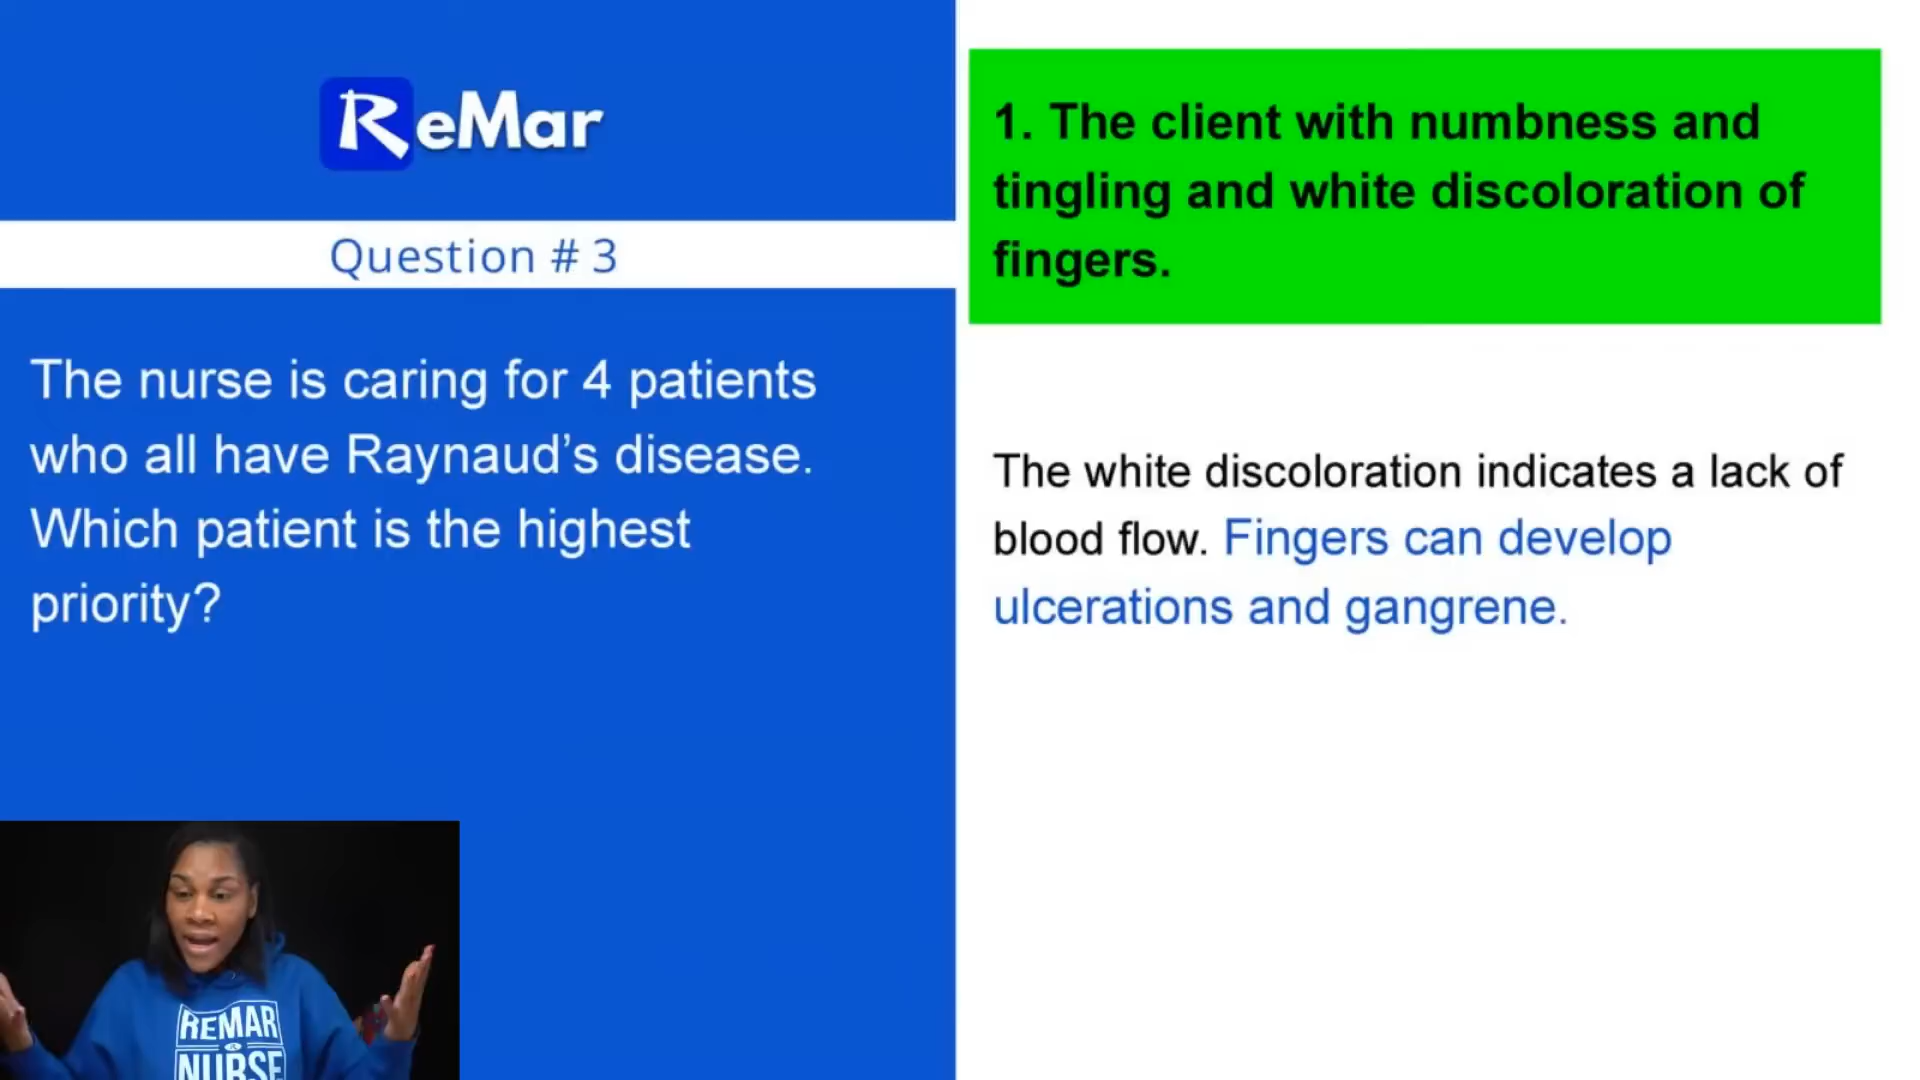 ReMar
Question # 3
The nurse is caring for 4 patients
who all have Raynaud’s disease.
Which patient is the highest
priority?
1. The client with numbness and
tingling and white discoloration of
fingers.
The white discoloration indicates a lack of
blood flow. Fingers can develop
ulcerations and gangrene.
REMAR
NURSE